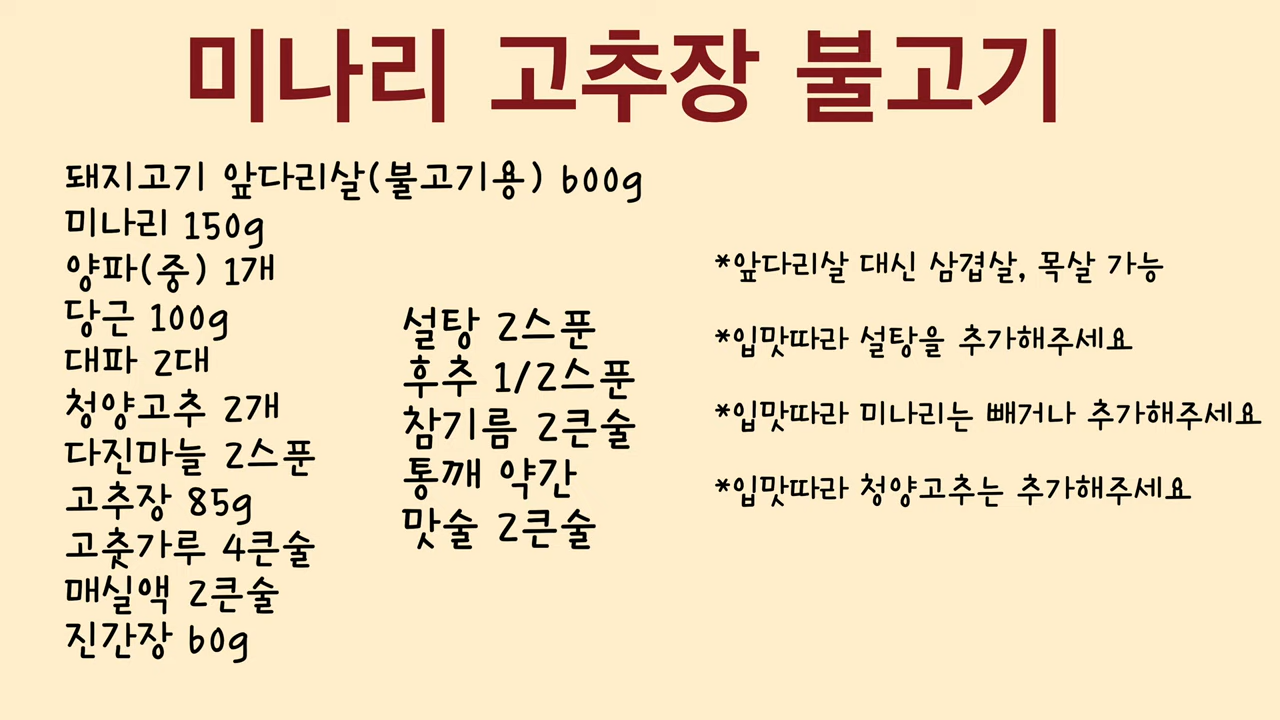 미나리 고추장 불고기
돼지고기 앞다리살(불고기용) 600g
미나리 150g
양파(중) 1개
당근 100g
대파 2대
청양고추 2개
다진마늘 2스푼
고추장 85g
고춧가루 4큰술
매실액 2큰술
진간장 60g
설탕 2스푼
후추 1/2스푼
참기름 2큰술
통깨 약간
맛술 2큰술
*앞다리살 대신 삼겹살, 목살 가능
*입맛따라 설탕을 추가해주세요
*입맛따라 미나리는 빼거나 추가해주세요
*입맛따라 청양고추는 추가해주세요